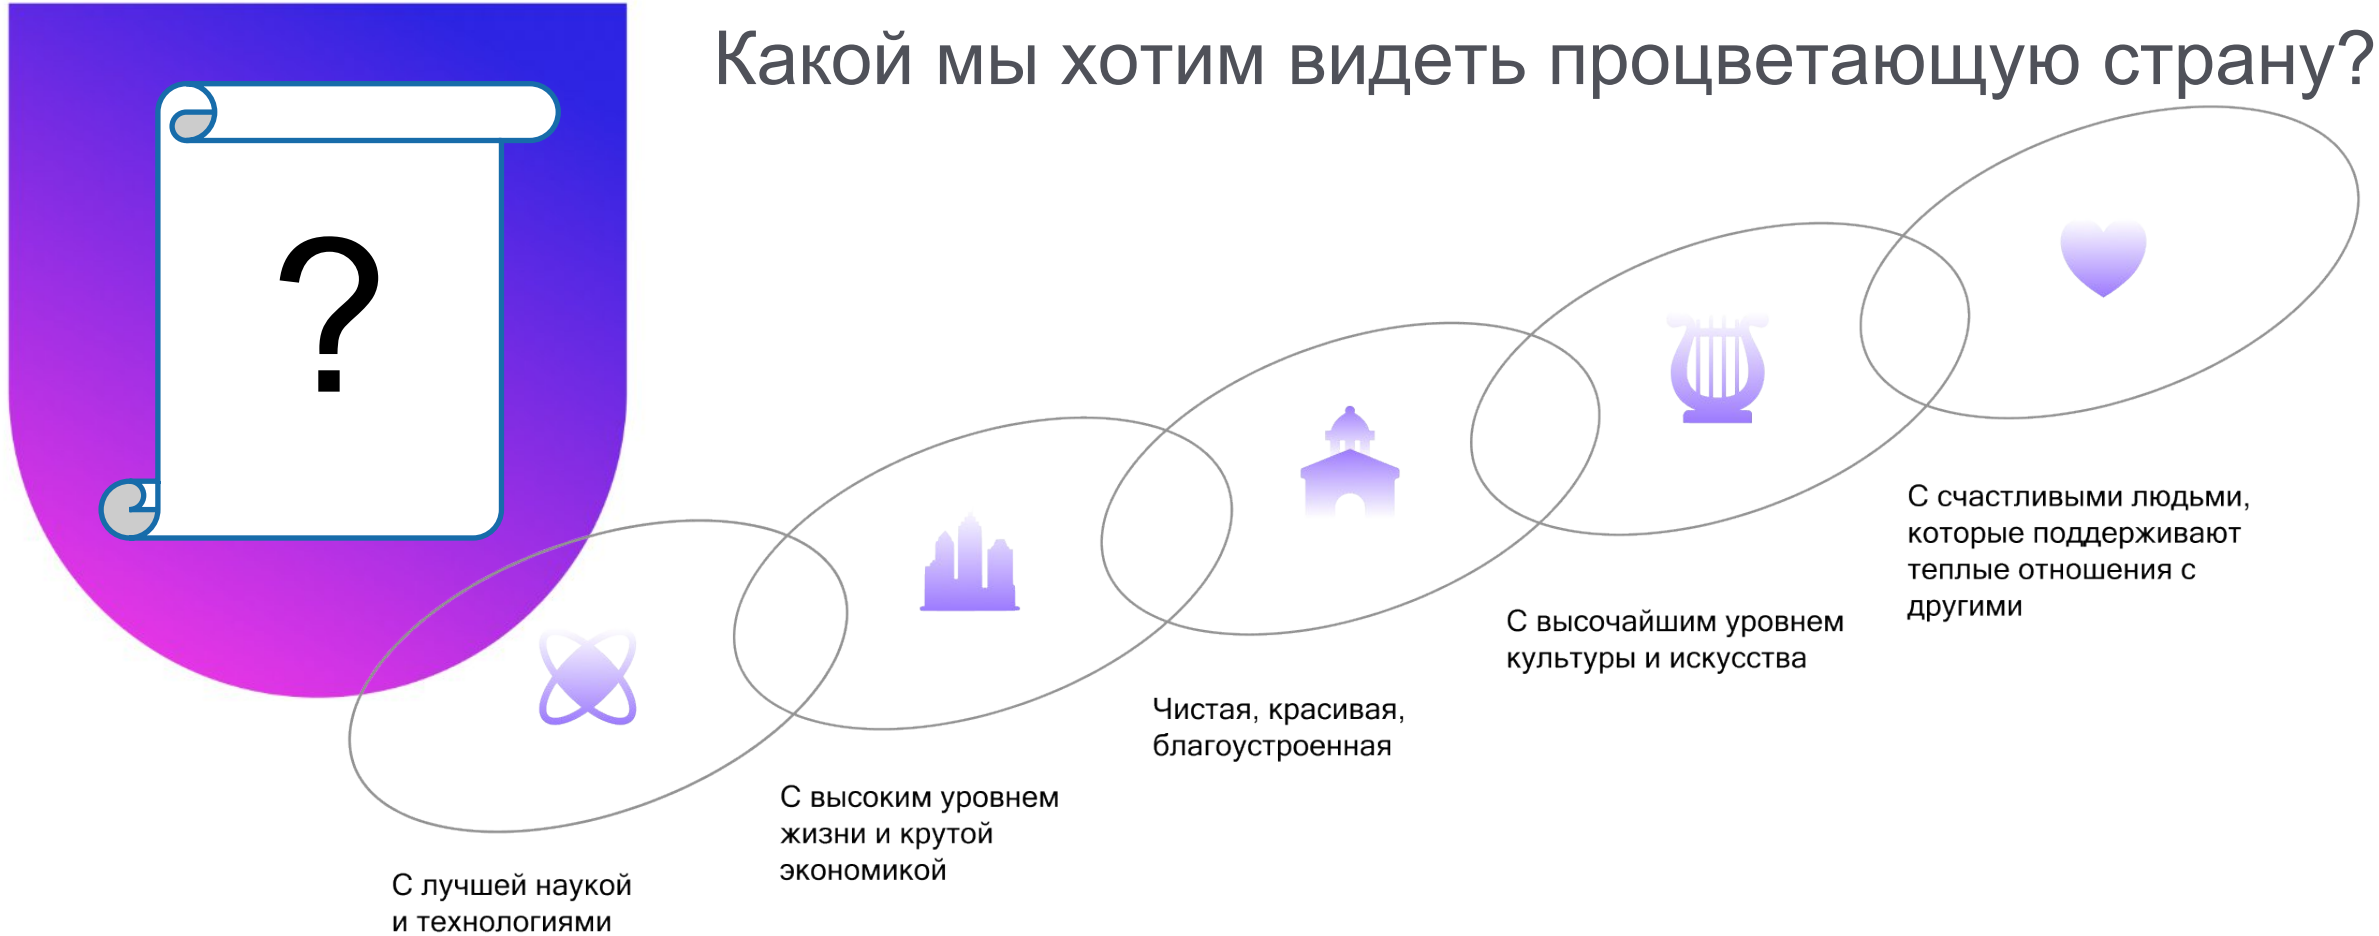 Какой мы хотим видеть процветающую страну?
?
С лучшей наукой
и технологиями
С высоким уровнем
жизни и крутой
экономикой
Чистая, красивая,
благоустроенная
С высочайшим уровнем
культуры и искусства
С счастливыми людьми,
которые поддерживают
теплые отношения с
другими